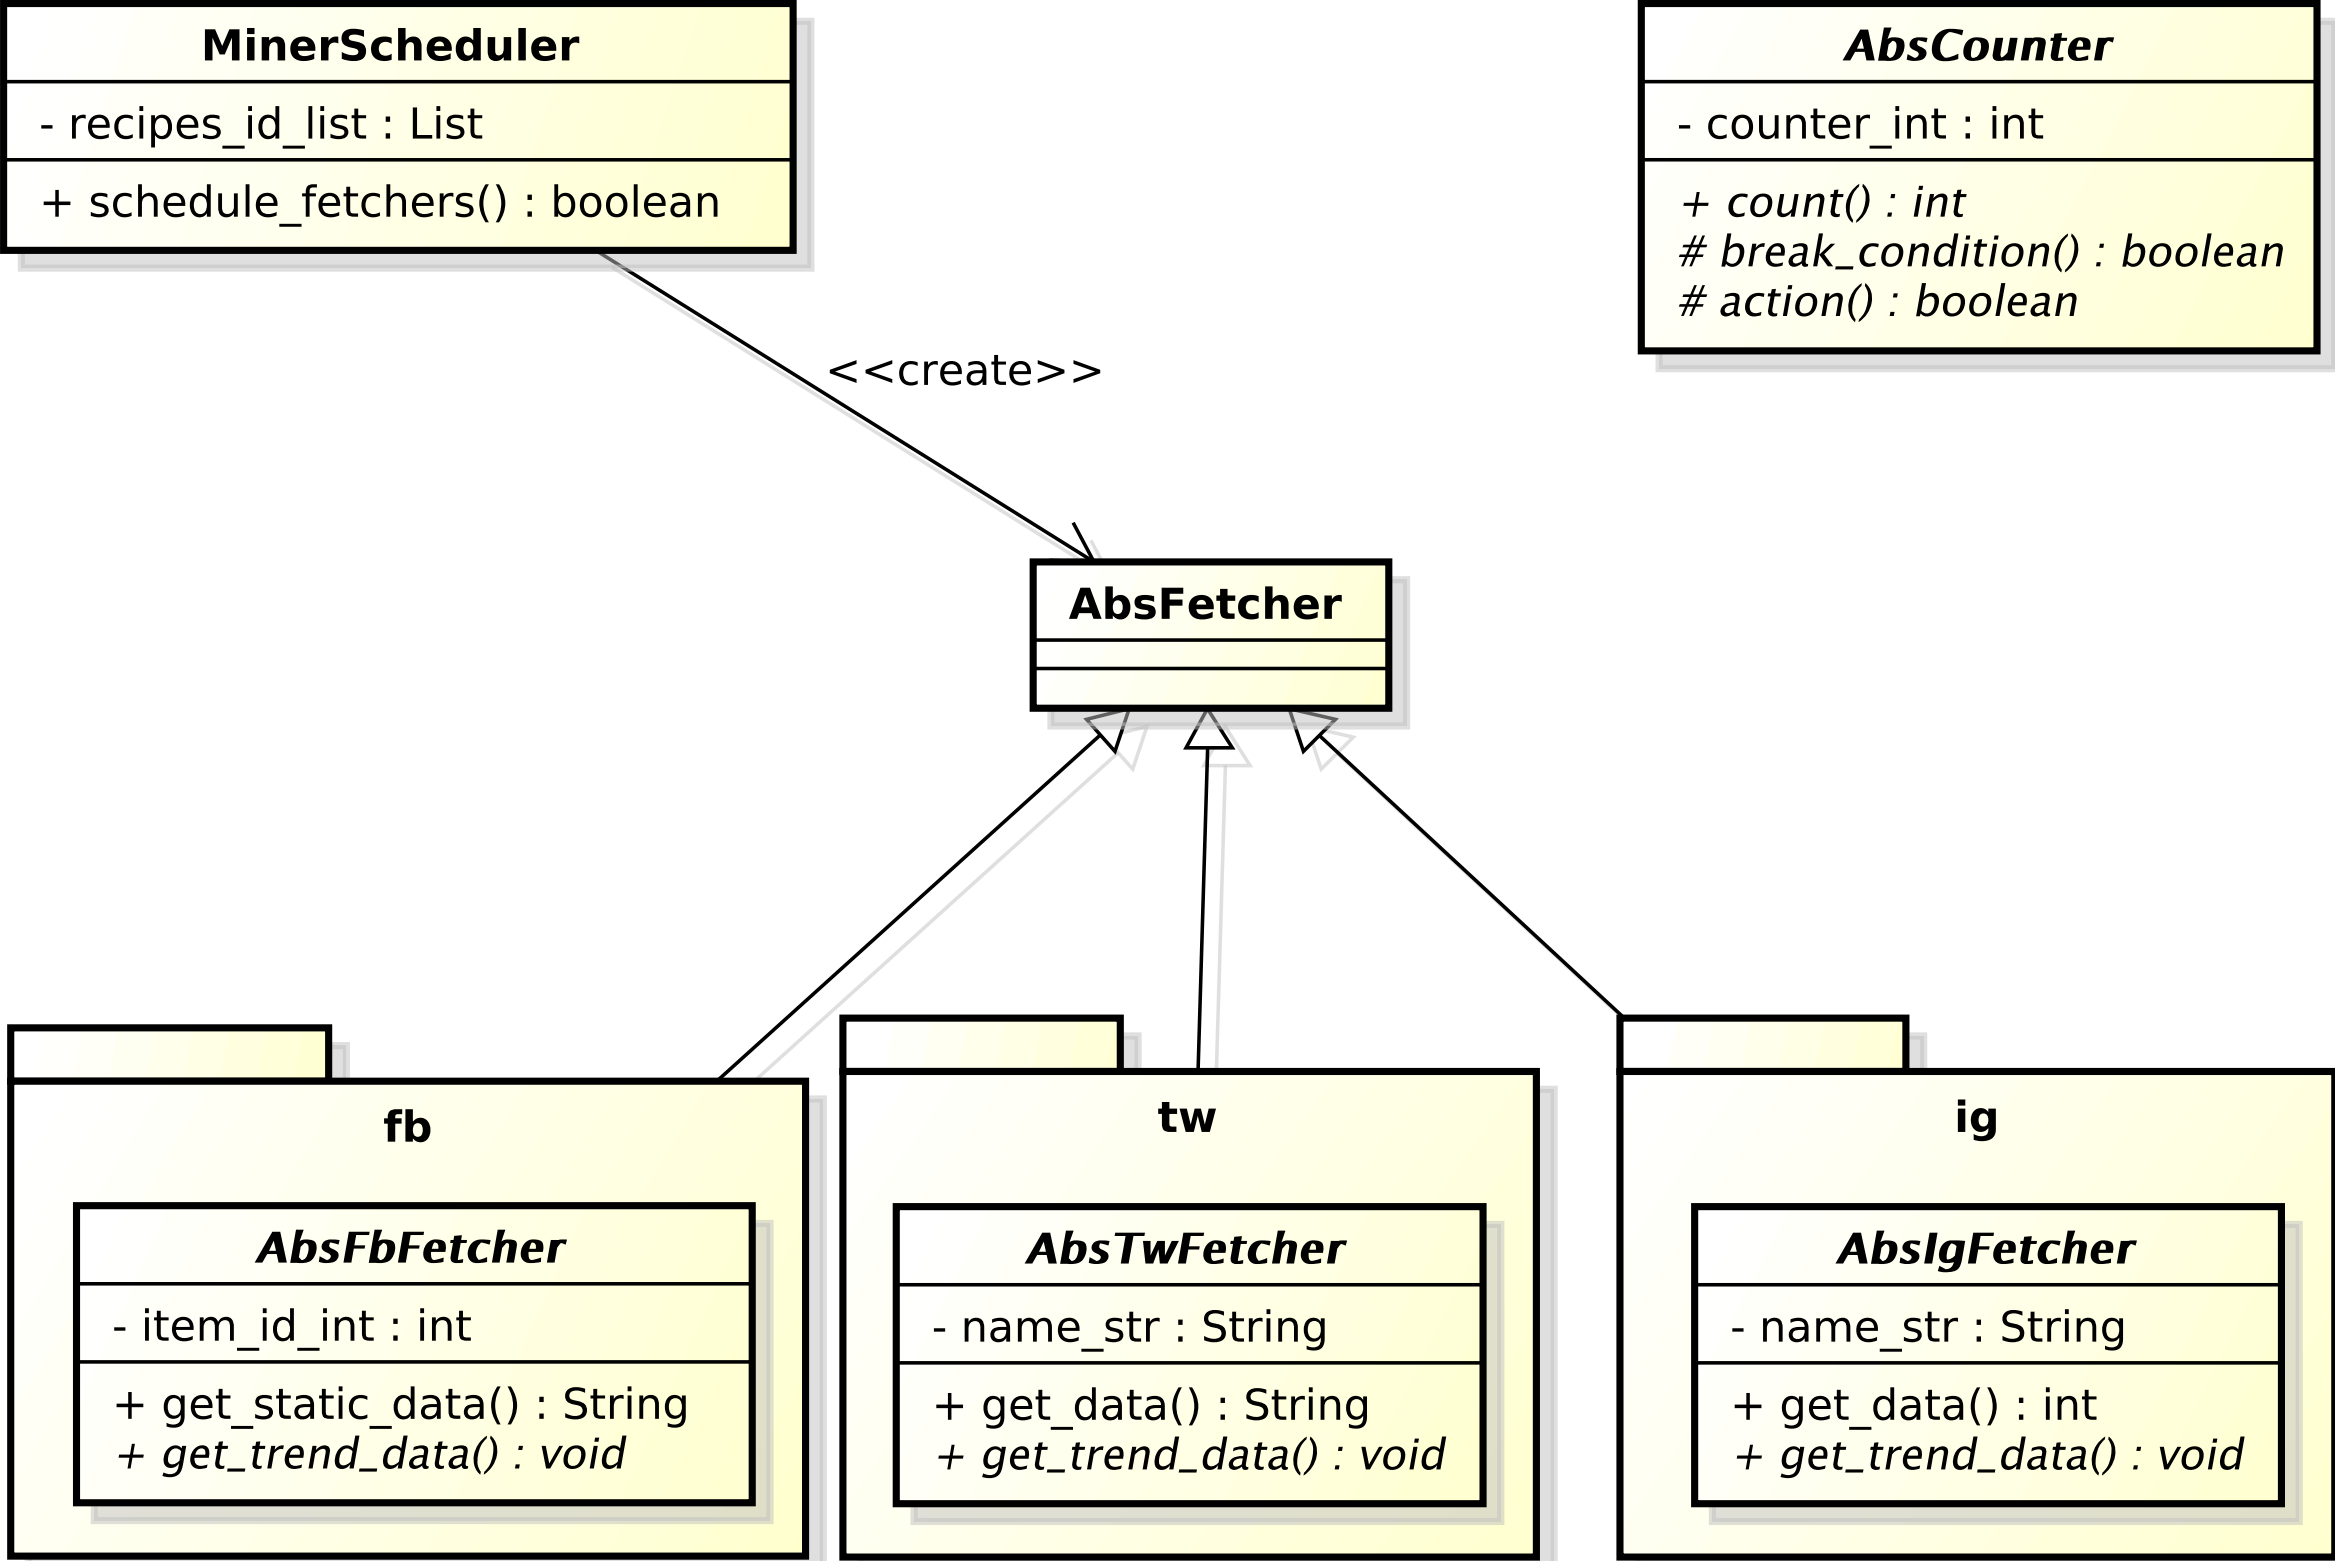 MinerScheduler
- recipes_id_list : List
+ schedule_fetchers() : boolean
AbsCounter
- counter_int : int
+ count() : int
# break_condition() : boolean
# action() : boolean
<<create>>
AbsFetcher
fb
AbsFbFetcher
- item_id_int : int
+ get_static_data() : String
+ get_trend_data() : void
tw
AbsTwFetcher
- name_str : String
+ get_data() : String
+ get_trend_data() : void
ig
AbsIgFetcher
- name_str : String
+ get_data() : int
+ get_trend_data() : void